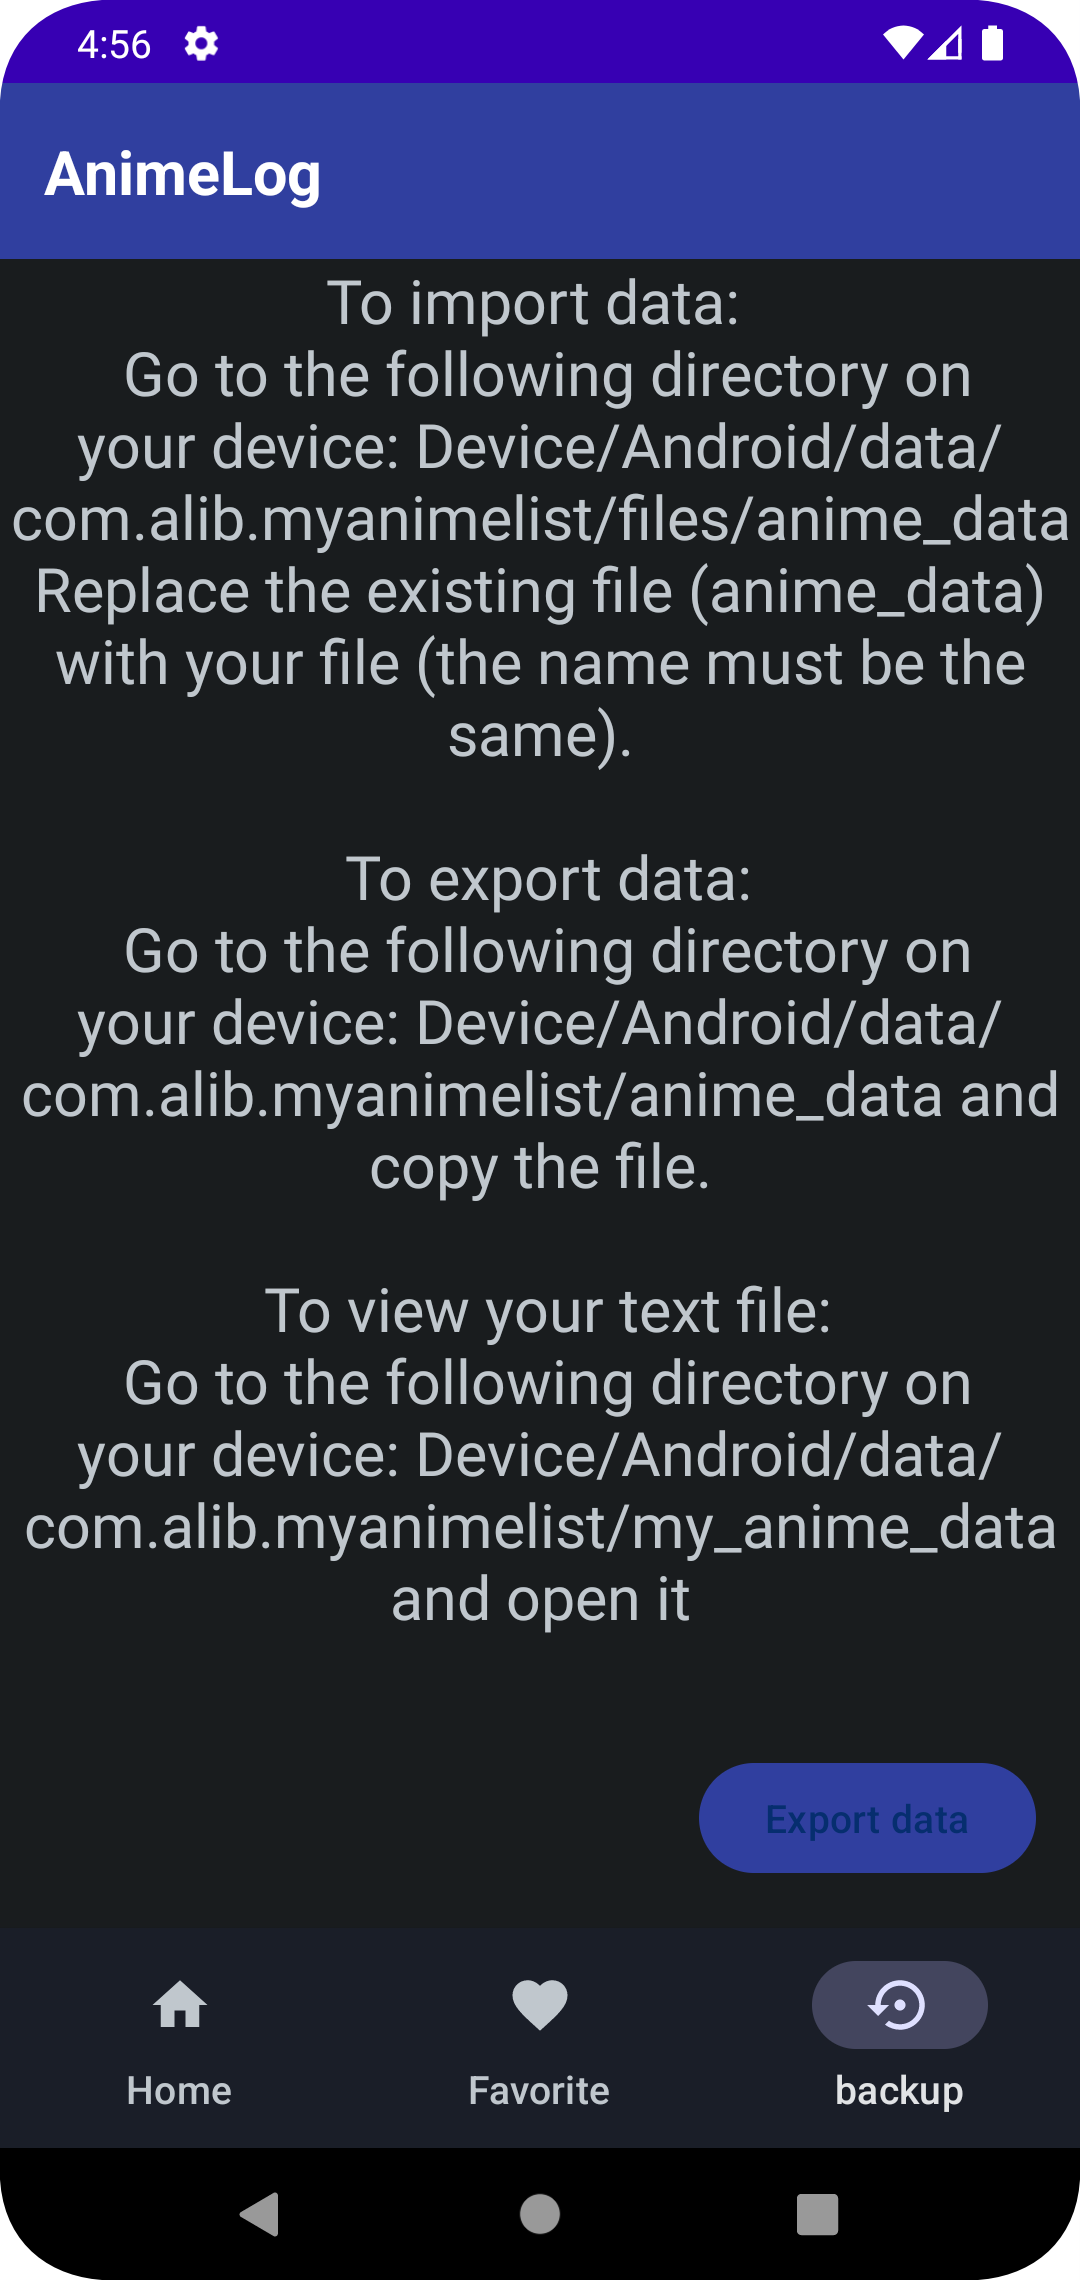 4:56
AnimeLog
To import data:
Go to the following directory on
your device: Device/Android/data/
com.alib.myanimelist/files/anime_data
Replace the existing file (anime_data)
with your file (the name must be the
same).
To export data:
Go to the following directory on
your device: Device/Android/data/
com.alib.myanimelist/anime_data and
copy the file.
To view your text file:
Go to the following directory on
your device: Device/Android/data/
com.alib.myanimelist/my_anime_data
and open it
Export data
Home
Favorite
backup